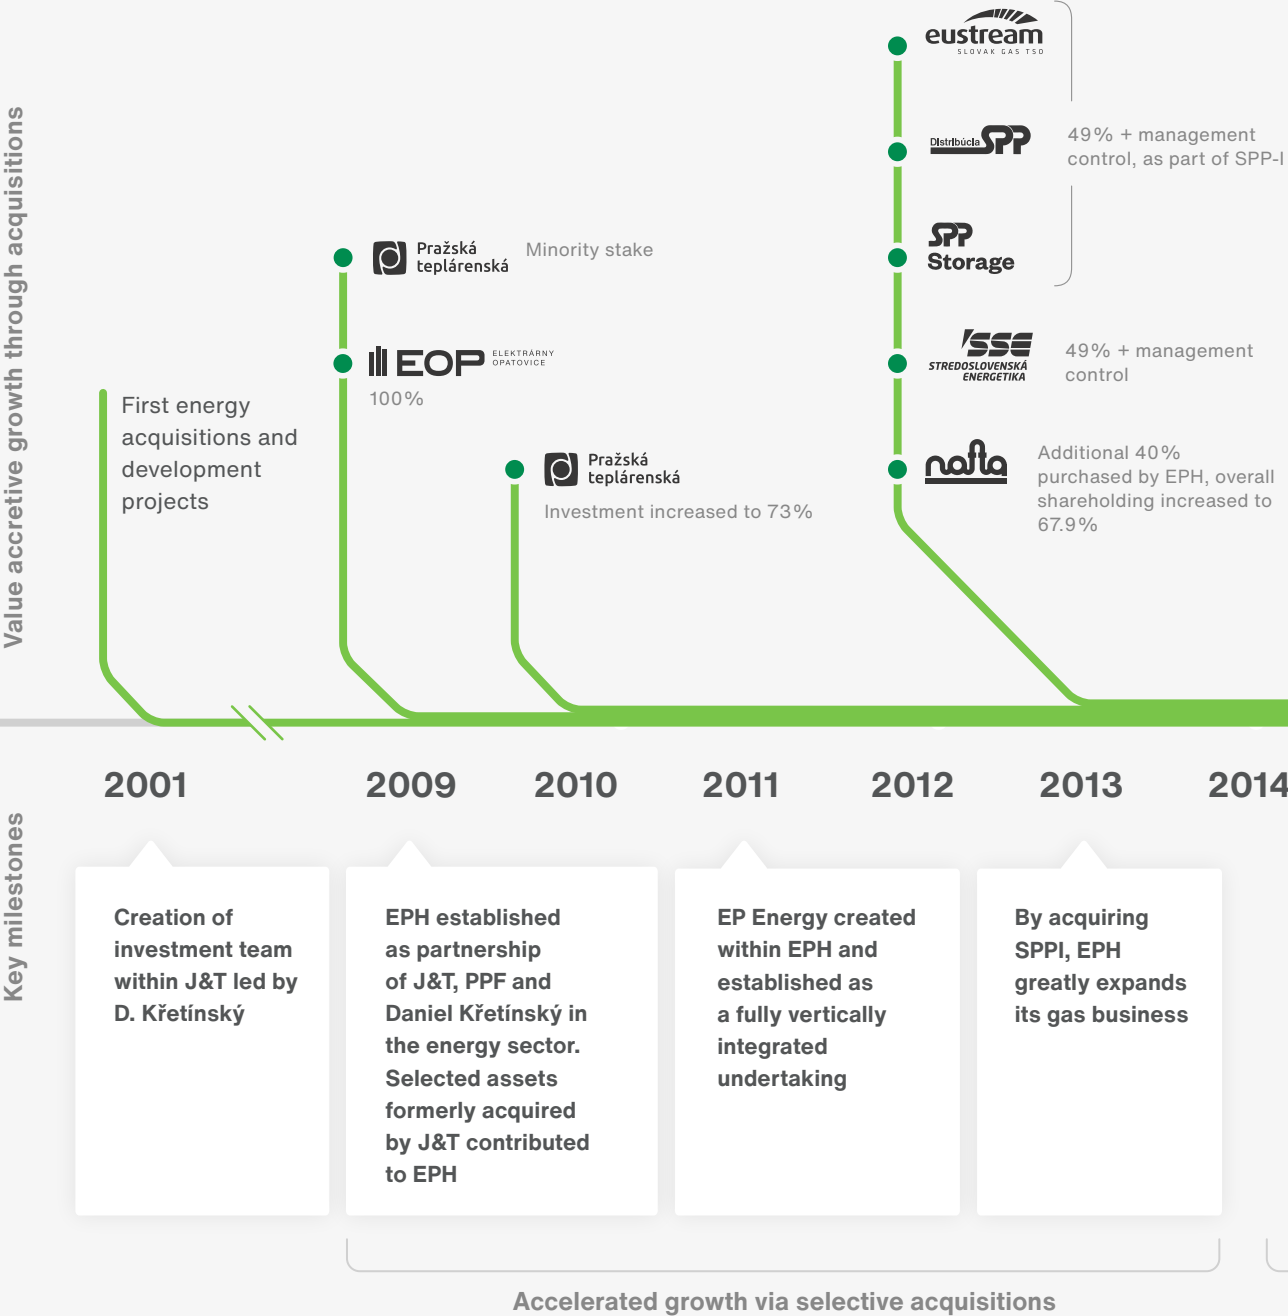 Value accretive growth through acquisitions
eustream
SLOVAK GAS TSO
Distribúcia SPP
49% + management
control, as part of SPP-I
SPP
Storage
Pražská
teplárenská
Minority stake
EOP ELEKTRÁRNY
OPATOVICE
100%
SSE
STREDOSLOVENSKÁ
ENERGETIKA
49% + management
control
First energy
acquisitions and
development
projects
Pražská
teplárenská
Investment increased to 73%
nafta
Additional 40%
purchased by EPH, overall
shareholding increased to
67.9%
2001
2009
2010
2011
2012
2013
2014
Key milestones
Creation of
investment team
within J&T led by
D. Křetínský
EPH established
as partnership
of J&T, PPF and
Daniel Křetínský in
the energy sector.
Selected assets
formerly acquired
by J&T contributed
to EPH
EP Energy created
within EPH and
established as
a fully vertically
integrated
undertaking
By acquiring
SPPI, EPH
greatly expands
its gas business
Accelerated growth via selective acquisitions